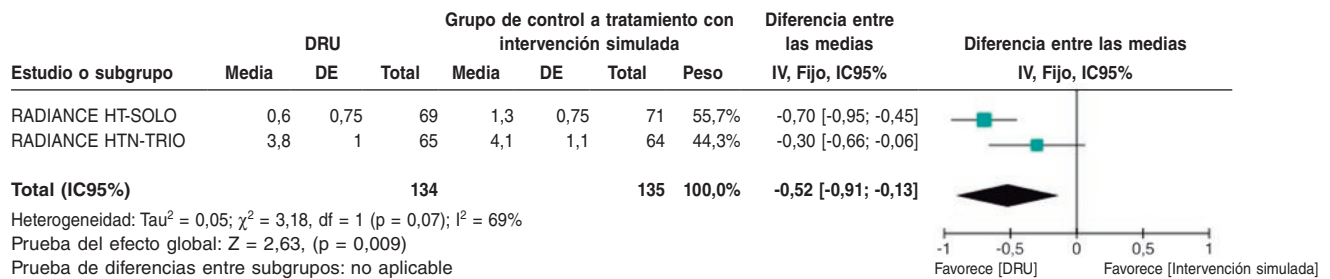 Grupo de control a tratamiento con Diferencia entre
DRU intervención simulada las medias Diferencia entre las medias
Estudio o subgrupo Media DE Total Media DE Total Peso IV, Fijo, IC95% IV, Fijo, IC95%
RADIANCE HT-SOLO 0,6 0,75 69 1,3 0,75 71 55,7% -0,70 [-0,95; -0,45]
RADIANCE HTN-TRIO 3,8 1 65 4,1 1,1 64 44,3% -0,30 [-0,66; -0,06]
Total (IC95%) 134 135 100,0% -0,52 [-0,91; -0,13]
Heterogeneidad: Tau² = 0,05; χ² = 3,18, df = 1 (p = 0,07); I² = 69%
Prueba del efecto global: Z = 2,63, (p = 0,009)
-1 -0,5 0 0,5 1
Prueba de diferencias entre subgrupos: no aplicable Favorece [DRU] Favorece [Intervención simulada]